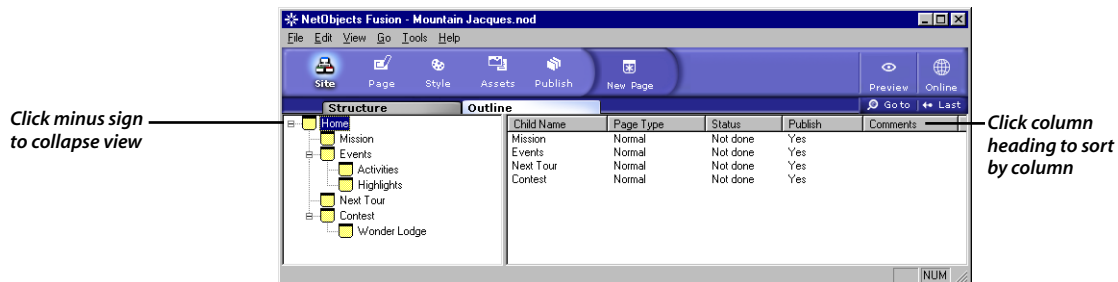 NetObjects Fusion - Mountain Jacques.nod
File Edit View Go Tools Help
Site Page Style Assets Publish New Page Preview Online
Structure Outline Go to Last
Click minus sign
to collapse view
Home
Mission
Events
Activities
Highlights
Next Tour
Contest
Wonder Lodge
Child Name Page Type Status Publish Comments
Mission Normal Not done Yes
Events Normal Not done Yes
Next Tour Normal Not done Yes
Contest Normal Not done Yes
Click column
heading to sort
by column
NUM